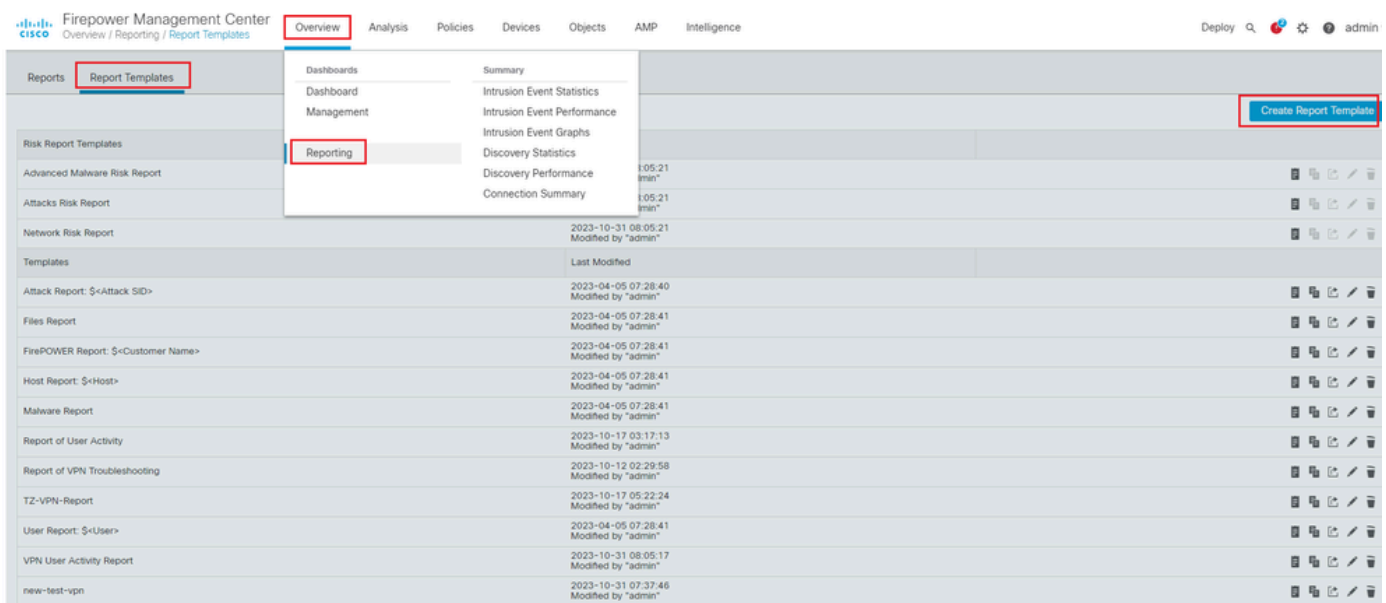 Firepower Management Center
CISCO
Overview / Reporting / Report Templates
Overview
Analysis
Policies
Devices
Objects
AMP
Intelligence
Deploy
2
admin
Reports
Report Templates
Dashboards
Dashboard
Management
Reporting
Summary
Intrusion Event Statistics
Intrusion Event Performance
Intrusion Event Graphs
Discovery Statistics
Discovery Performance
Connection Summary
Create Report Template
Risk Report Templates
Advanced Malware Risk Report
:05:21
Attacks Risk Report
:05:21
Network Risk Report
2023-10-31 08:05:21
Modified by "admin"
Templates
Last Modified
Attack Report: $<Attack SID>
2023-04-05 07:28:40
Modified by "admin"
Files Report
2023-04-05 07:28:41
Modified by "admin"
FirePOWER Report: $<Customer Name>
2023-04-05 07:28:41
Modified by "admin"
Host Report: $<Host>
2023-04-05 07:28:41
Modified by "admin"
Malware Report
2023-04-05 07:28:41
Modified by "admin"
Report of User Activity
2023-10-17 03:17:13
Modified by "admin"
Report of VPN Troubleshooting
2023-10-12 02:29:58
Modified by "admin"
TZ-VPN-Report
2023-10-17 05:22:24
Modified by "admin"
User Report: $<User>
2023-04-05 07:28:41
Modified by "admin"
VPN User Activity Report
2023-10-31 08:05:17
Modified by "admin"
new-test-vpn
2023-10-31 07:37:46
Modified by "admin"